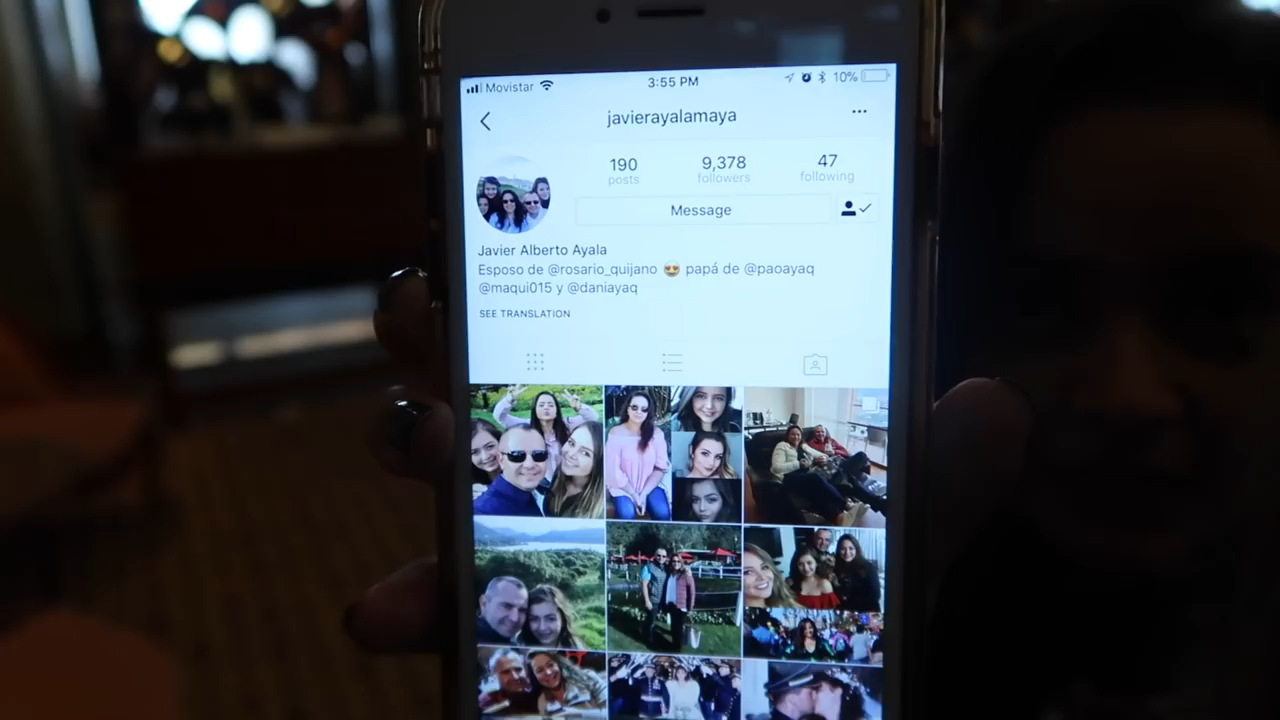 Movistar 3:55 PM 10%
javierayalamaya
190 9,378 47
posts followers following
Message
Javier Alberto Ayala
Esposo de @rosario_quijano 😍 papá de @paoayaq
@maqui015 y @daniayaq
SEE TRANSLATION